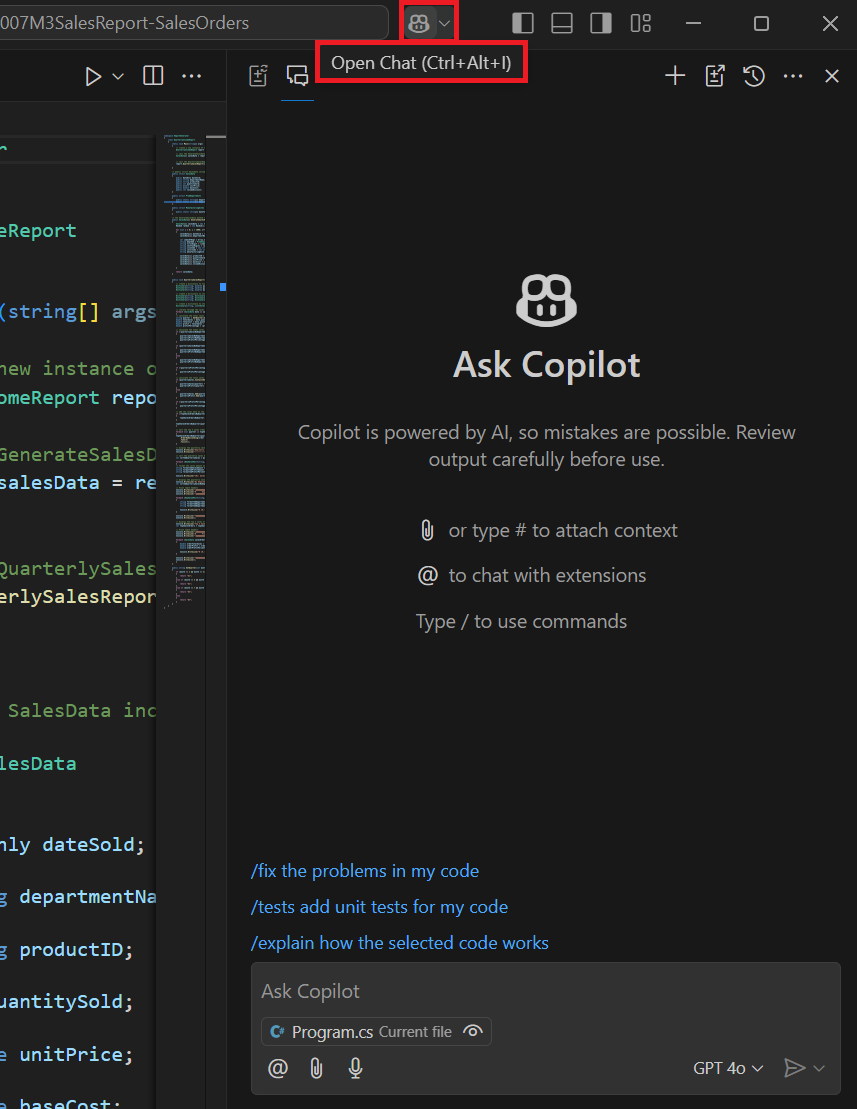 007M3SalesReport-SalesOrders
Open Chat (Ctrl+Alt+I)
r
eReport
(string[] args
new instance o
omeReport repo
GenerateSalesD
salesData = re
QuarterlySales
erlySalesRepor
SalesData inc
lesData
nly dateSold;
g departmentNa
g productID;
uantitySold;
e unitPrice;
e baseCost;
Ask Copilot
Copilot is powered by AI, so mistakes are possible. Review
output carefully before use.
or type # to attach context
@ to chat with extensions
Type / to use commands
/fix the problems in my code
/tests add unit tests for my code
/explain how the selected code works
Ask Copilot
C# Program.cs Current file
@ GPT 4o